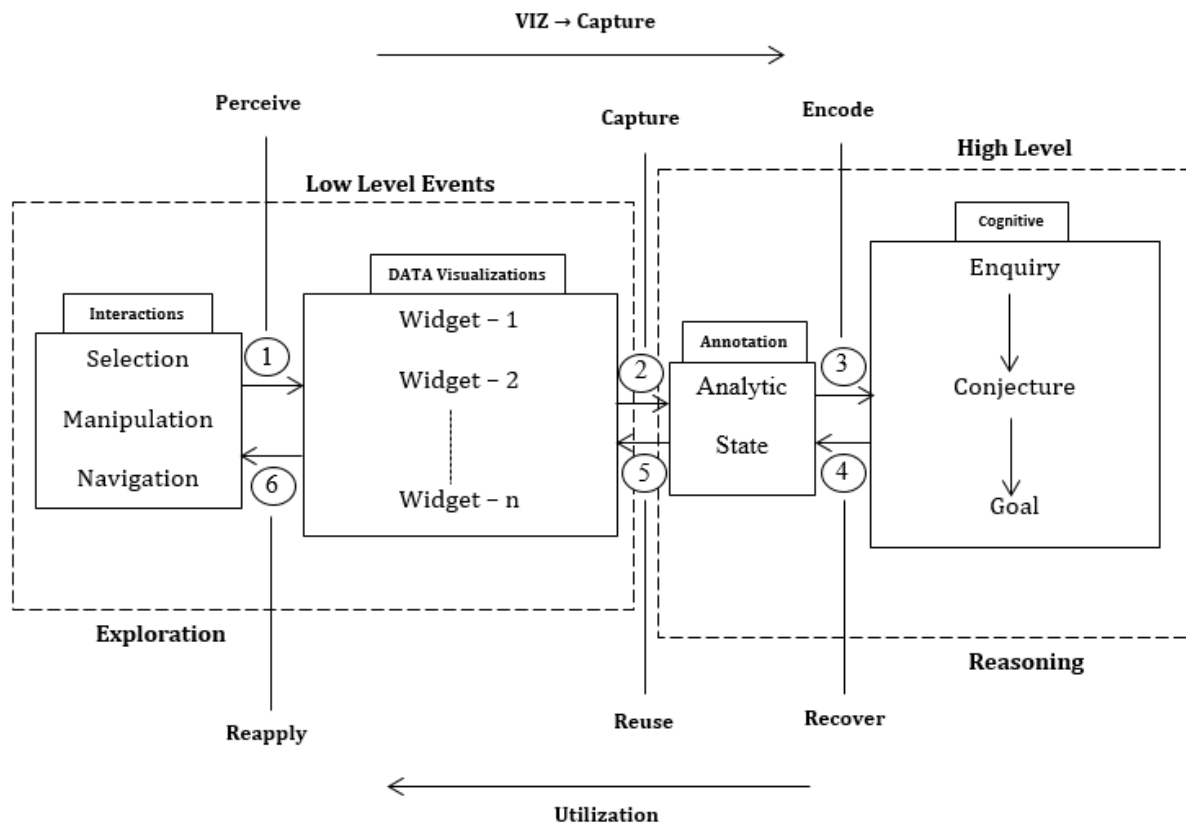 VIZ → Capture
Perceive
Capture
Encode
High Level
Low Level Events
Cognitive
DATA Visualizations
Interactions
Annotation
Enquiry
Widget – 1
Selection
1
2
3
Widget – 2
Analytic
Conjecture
Manipulation
State
Navigation
6
5
4
Widget – n
Goal
Exploration
Reasoning
Reapply
Reuse
Recover
Utilization